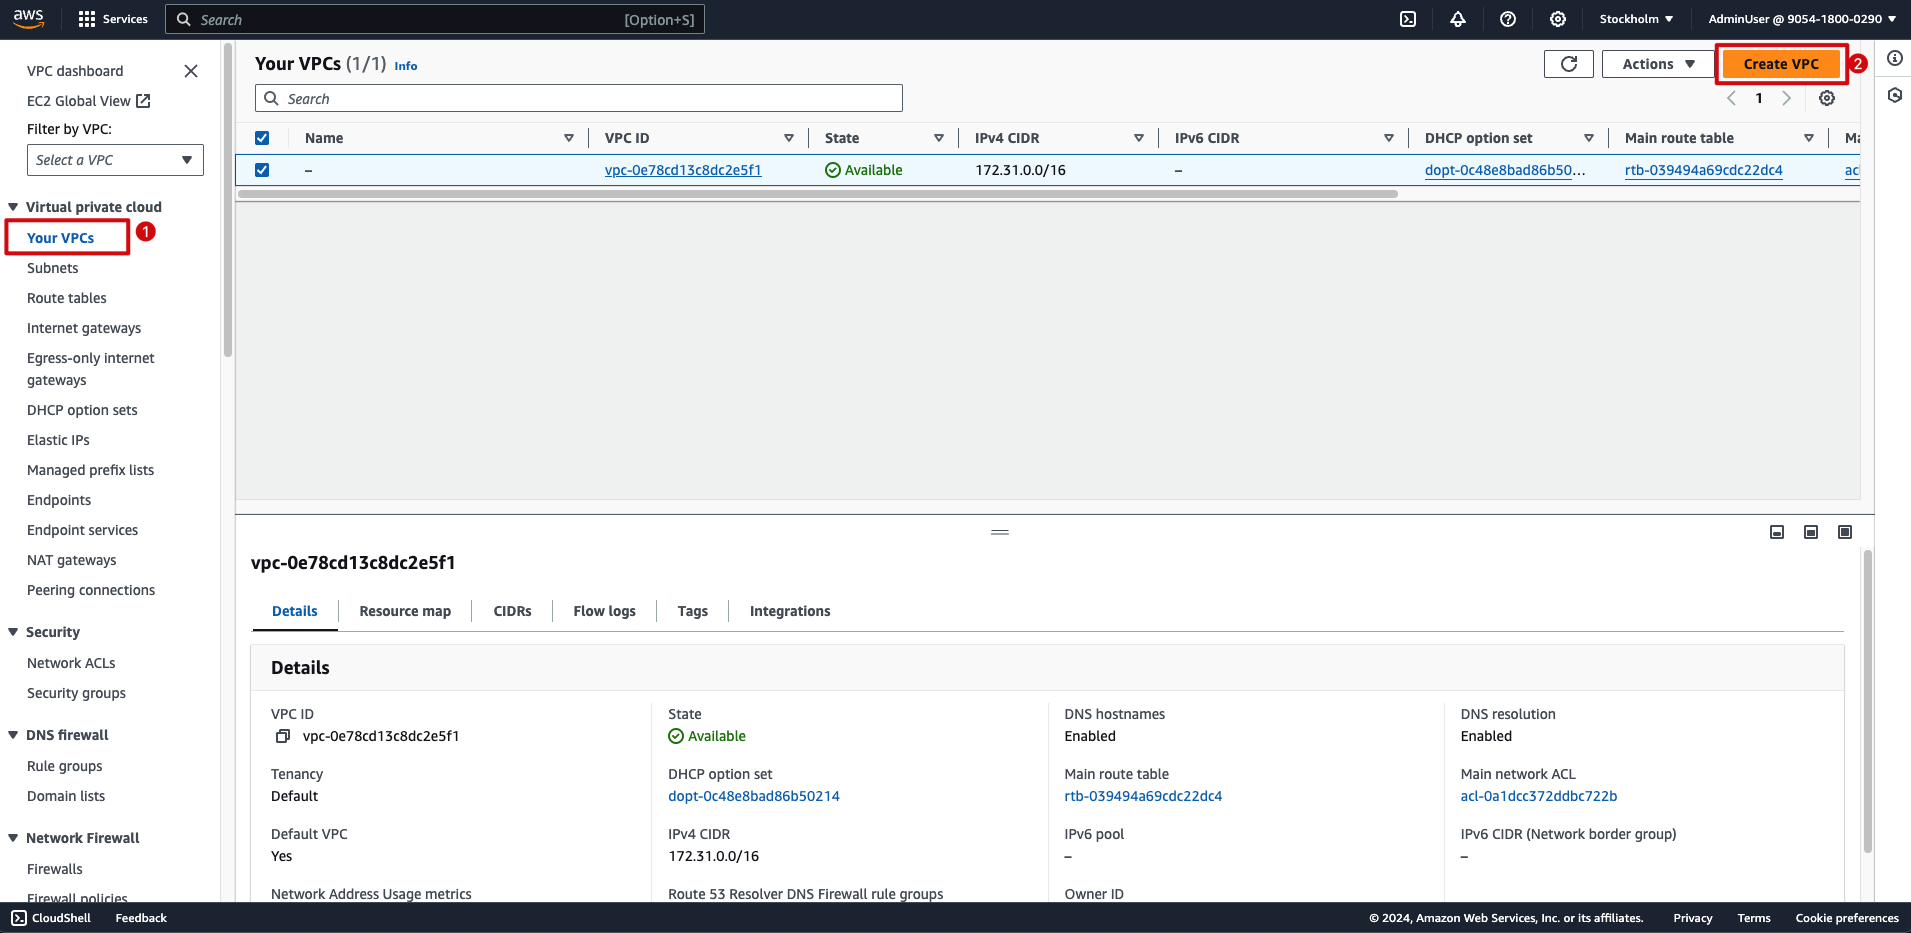 aws
Services
Search
[Option+S]
Stockholm
AdminUser @ 9054-1800-0290
VPC dashboard
EC2 Global View
Filter by VPC:
Select a VPC
Virtual private cloud
Your VPCs
1
Subnets
Route tables
Internet gateways
Egress-only internet
gateways
DHCP option sets
Elastic IPs
Managed prefix lists
Endpoints
Endpoint services
NAT gateways
Peering connections
Security
Network ACLs
Security groups
DNS firewall
Rule groups
Domain lists
Network Firewall
Firewalls
Firewall policies
Your VPCs (1/1) Info
Actions
Create VPC
2
Search
1
Name
VPC ID
State
IPv4 CIDR
IPv6 CIDR
DHCP option set
Main route table
Ma
–
vpc-0e78cd13c8dc2e5f1
Available
172.31.0.0/16
–
dopt-0c48e8bad86b50...
rtb-039494a69cdc22dc4
acl
vpc-0e78cd13c8dc2e5f1
Details
Resource map
CIDRs
Flow logs
Tags
Integrations
Details
VPC ID
vpc-0e78cd13c8dc2e5f1
State
Available
DNS hostnames
Enabled
DNS resolution
Enabled
Tenancy
Default
DHCP option set
dopt-0c48e8bad86b50214
Main route table
rtb-039494a69cdc22dc4
Main network ACL
acl-0a1dcc372ddbc722b
Default VPC
Yes
IPv4 CIDR
172.31.0.0/16
IPv6 pool
–
IPv6 CIDR (Network border group)
–
Network Address Usage metrics
Route 53 Resolver DNS Firewall rule groups
Owner ID
CloudShell
Feedback
© 2024, Amazon Web Services, Inc. or its affiliates.
Privacy
Terms
Cookie preferences